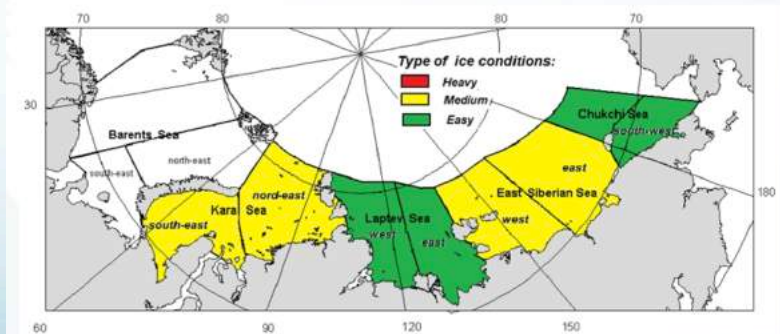 70
80
80
70
Type of ice conditions:
Heavy
Medium
Easy
30
Barents Sea
south-east
north-east
Chukchi Sea
south-west
180
nord-east
Kara Sea
south-east
Laptev Sea
west
east
east
East Siberian Sea
west
60
90
120
150